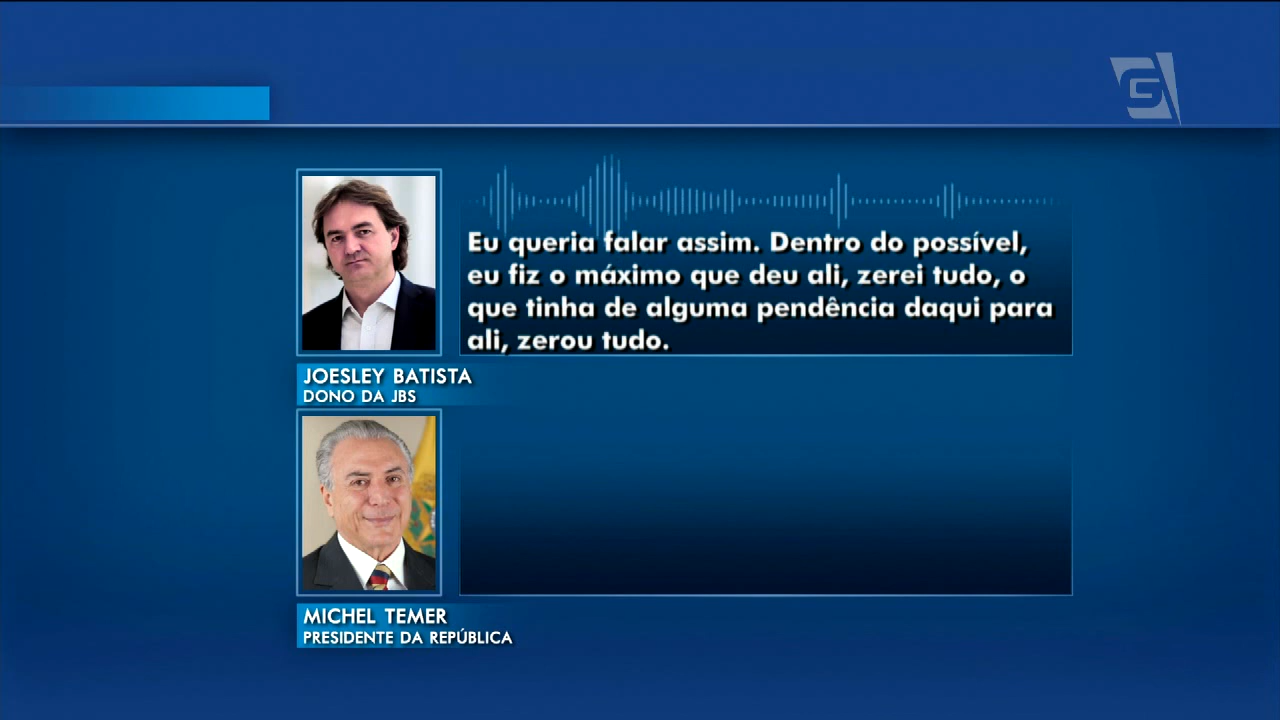 Eu queria falar assim. Dentro do possível,
eu fiz o máximo que deu ali, zerei tudo, o
que tinha de alguma pendência daqui para
ali, zerou tudo.
JOESLEY BATISTA
DONO DA JBS
MICHEL TEMER
PRESIDENTE DA REPÚBLICA